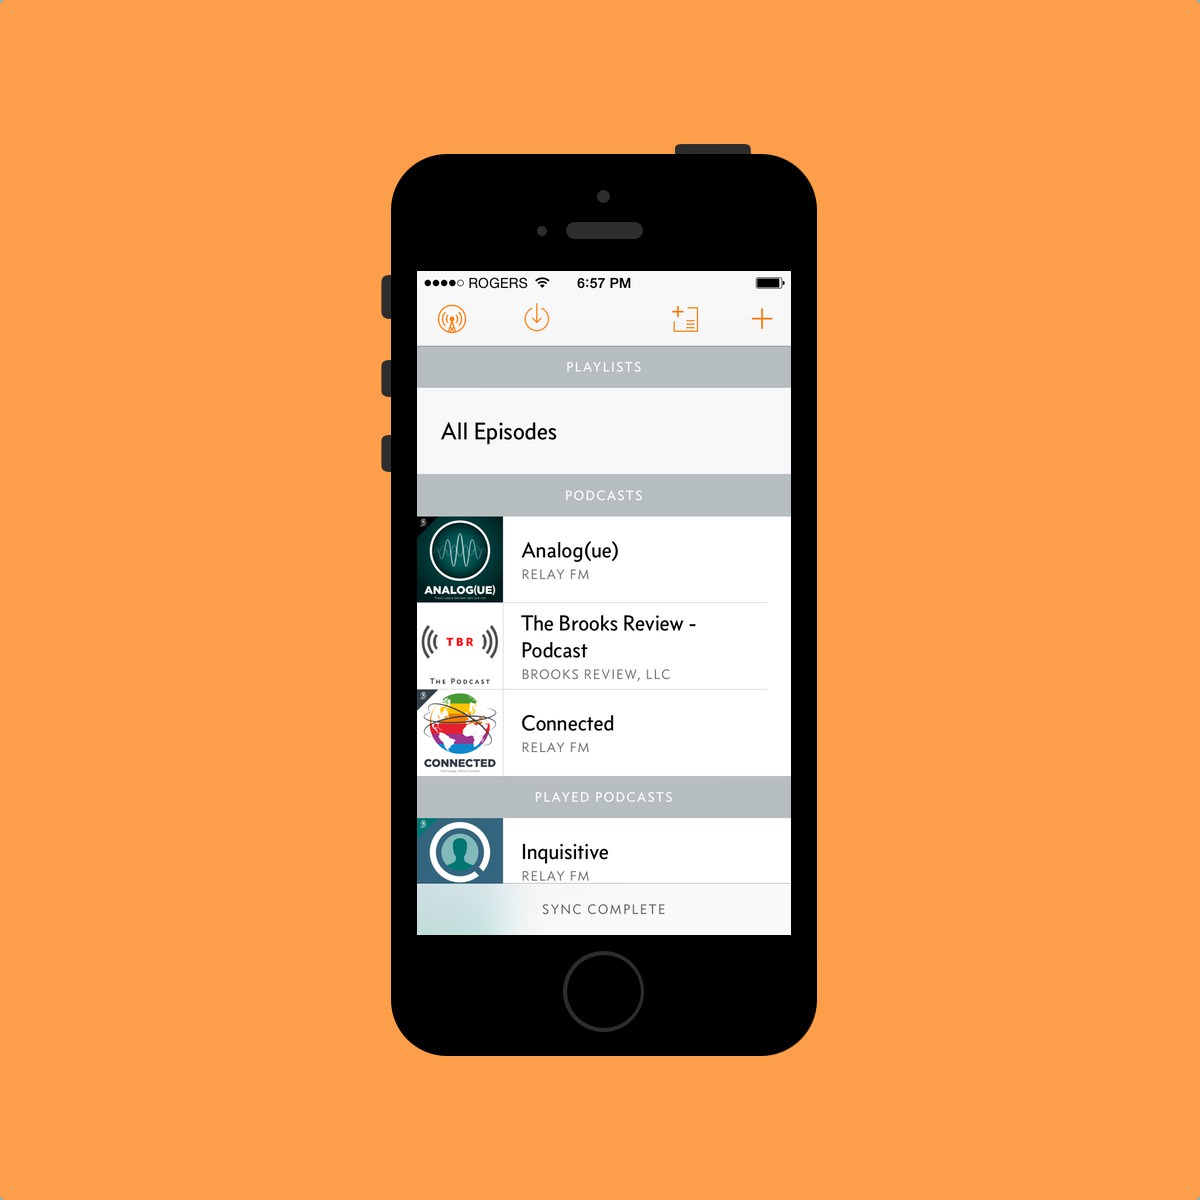 ROGERS 6:57 PM
PLAYLISTS
All Episodes
PODCASTS
ANALOG(UE)
Analog(ue)
RELAY FM
TBR
THE PODCAST
The Brooks Review -
Podcast
BROOKS REVIEW, LLC
CONNECTED
Connected
RELAY FM
PLAYED PODCASTS
Inquisitive
RELAY FM
SYNC COMPLETE